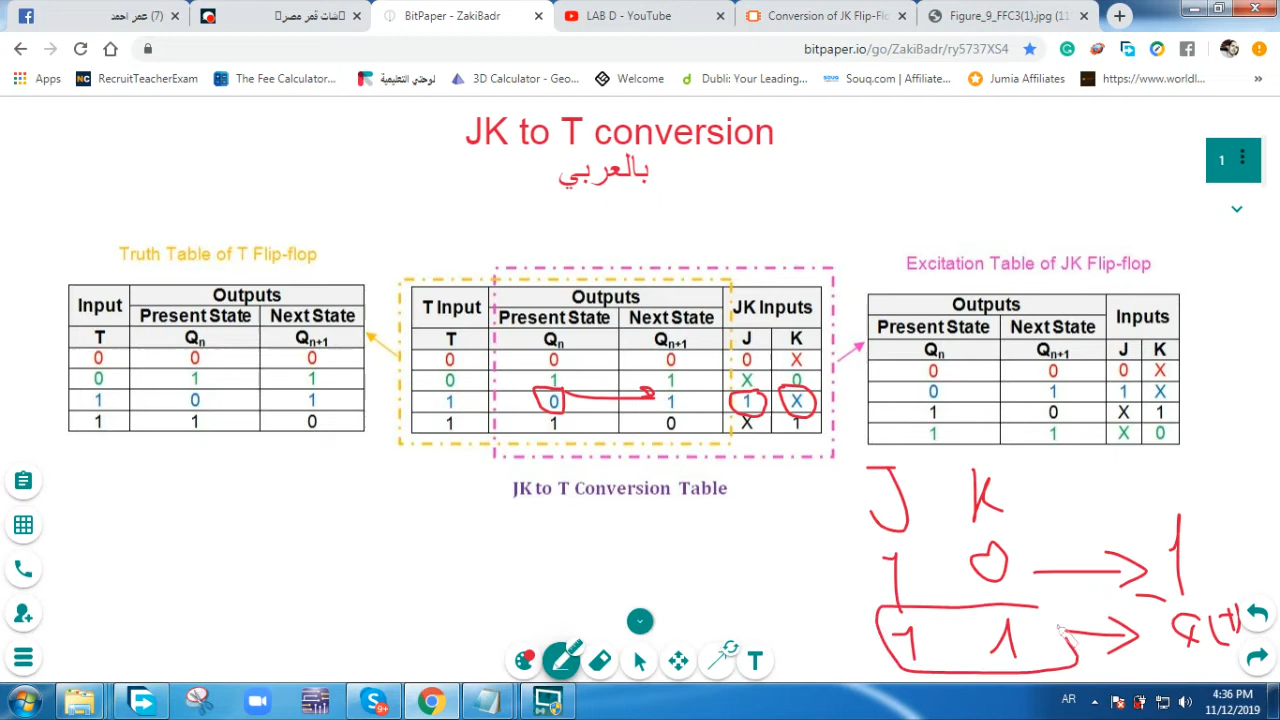 (7) عمر احمد
BitPaper - ZakiBadr
LAB D - YouTube
Conversion of JK Flip-Flo
Figure_9_FFC3(1).jpg (11
bitpaper.io/go/ZakiBadr/ry5737XS4
Apps
RecruitTeacherExam
The Fee Calculator...
لوحتي التعليمية
3D Calculator - Geo...
Welcome
Dubli: Your Leading...
Souq.com | Affiliate...
Jumia Affiliates
https://www.worldl...
»
JK to T conversion
بالعربي
1
Truth Table of T Flip-flop
Input Outputs
Present State Next State
T Qn Qn+1
0 0 0
0 1 1
1 0 1
1 1 0
T Input Outputs JK Inputs
Present State Next State
T Qn Qn+1 J K
0 0 0 0 X
0 1 1 X 0
1 0 1 1 X
1 1 0 X 1
JK to T Conversion Table
Excitation Table of JK Flip-flop
Outputs Inputs
Present State Next State
Qn Qn+1 J K
0 0 0 X
0 1 1 X
1 0 X 1
1 1 X 0
J K
1 0 → 1
1 1 →
T
AR
4:36 PM
11/12/2019